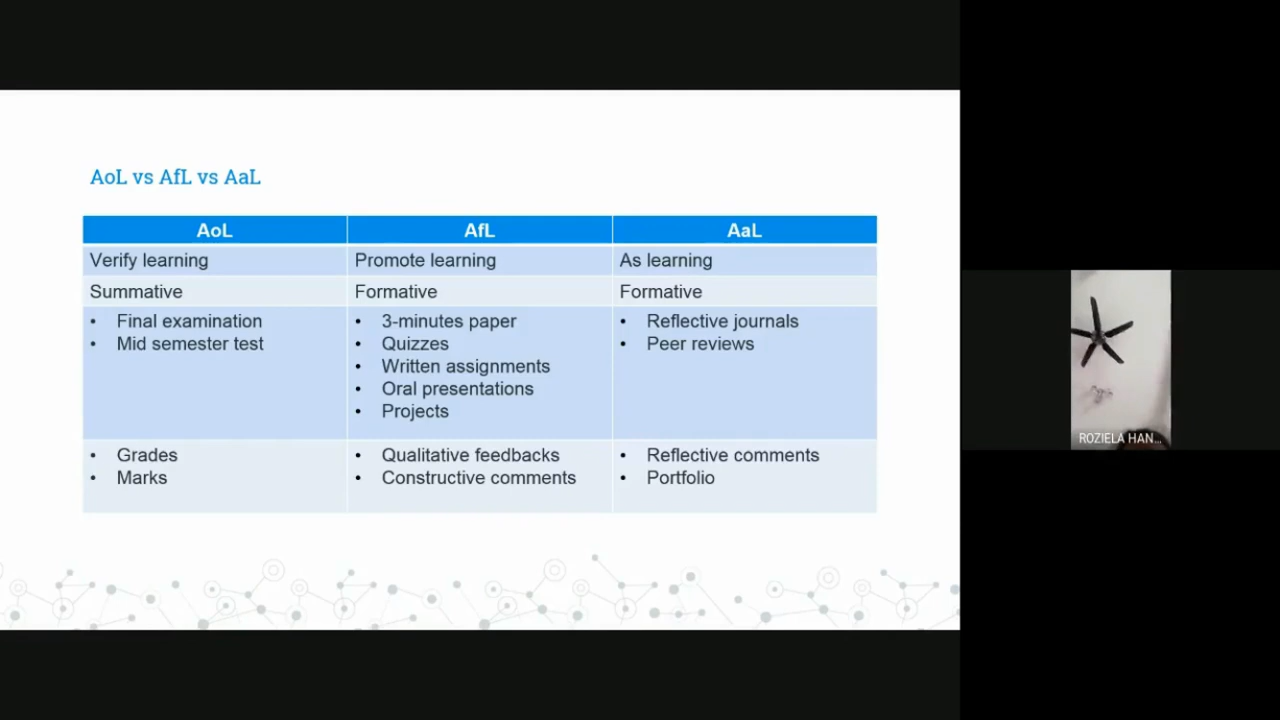 AoL vs AfL vs AaL
AoL AfL AaL
Verify learning Promote learning As learning
Summative Formative Formative
• Final examination
• Mid semester test
• 3-minutes paper
• Quizzes
• Written assignments
• Oral presentations
• Projects
• Reflective journals
• Peer reviews
• Grades
• Marks
• Qualitative feedbacks
• Constructive comments
• Reflective comments
• Portfolio
ROZIELA HAN...